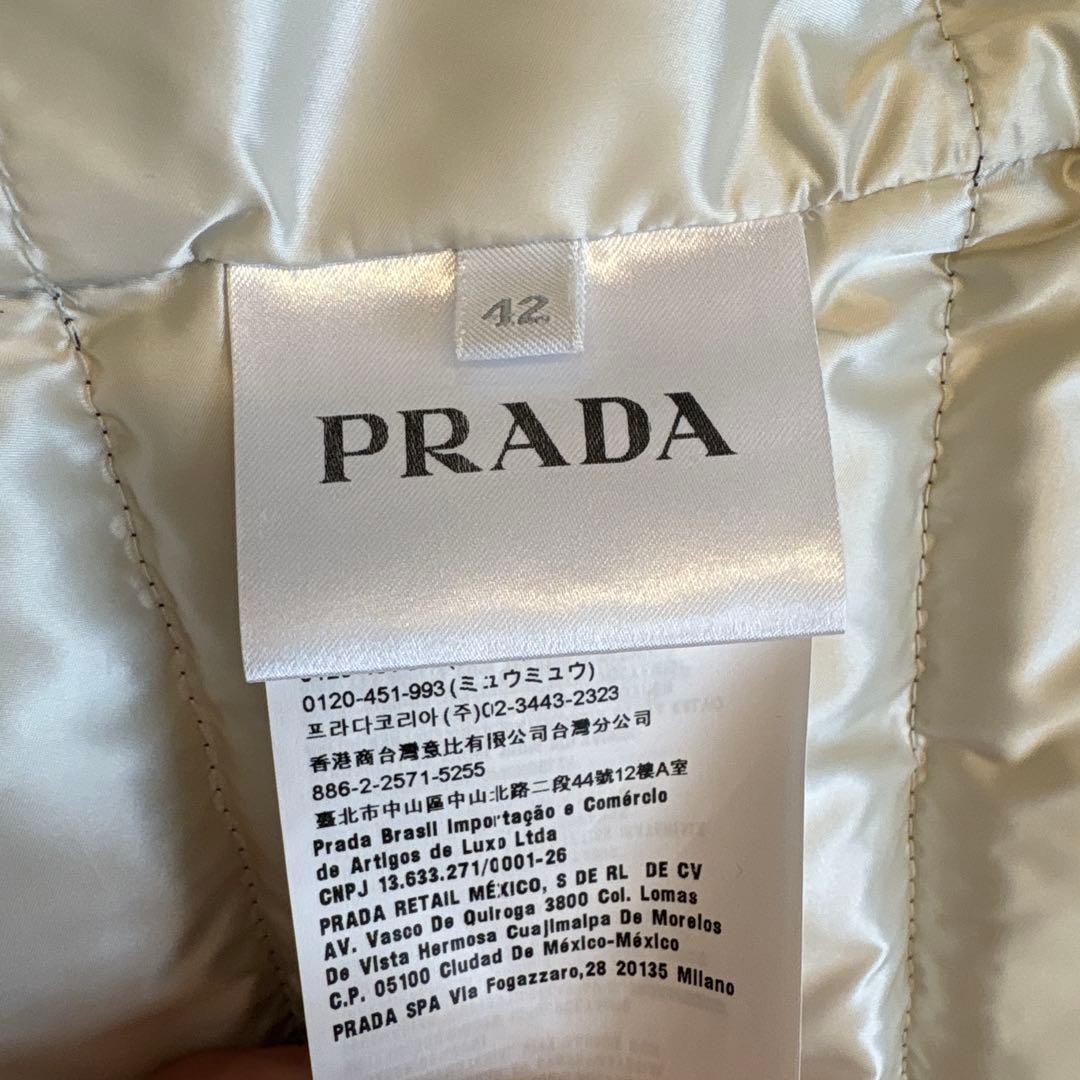 42
PRADA
0120-451-993 (ミュウミュウ)
프라다코리아 (주)02-3443-2323
香港商台灣意比有限公司台灣分公司
886-2-2571-5255
臺北市中山區中山北路二段44號12樓A室
Prada Brasil Importação e Comércio
de Artigos de Luxo Ltda
CNPJ 13.633.271/0001-26
PRADA RETAIL MÉXICO, S DE RL DE CV
AV. Vasco De Quiroga 3800 Col. Lomas
De Vista Hermosa Cuajimalpa De Morelos
C.P. 05100 Ciudad De México-México
PRADA SPA Via Fogazzaro,28 20135 Milano